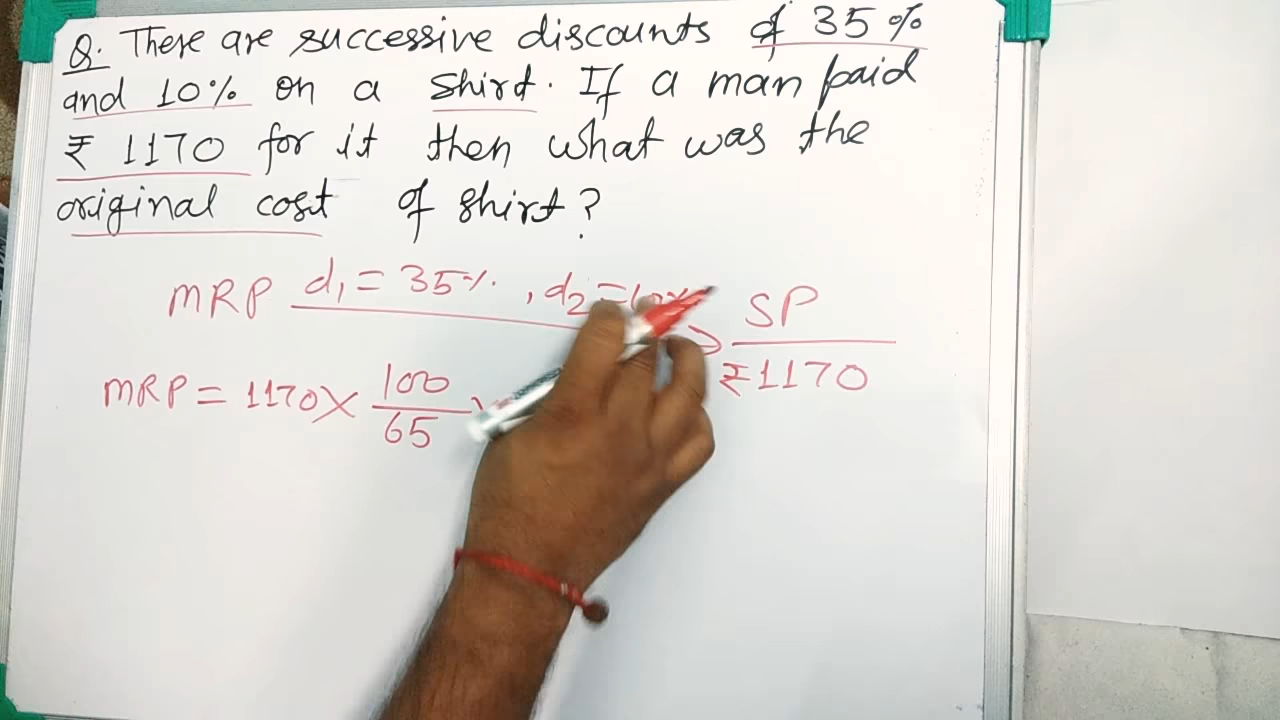 Q. There are successive discounts of 35%
and 10% on a shirt. If a man paid
₹ 1170 for it then what was the
original cost of shirt?
MRP d₁ = 35% , d₂ = SP
₹1170
MRP = 1170 × 100/65 ×